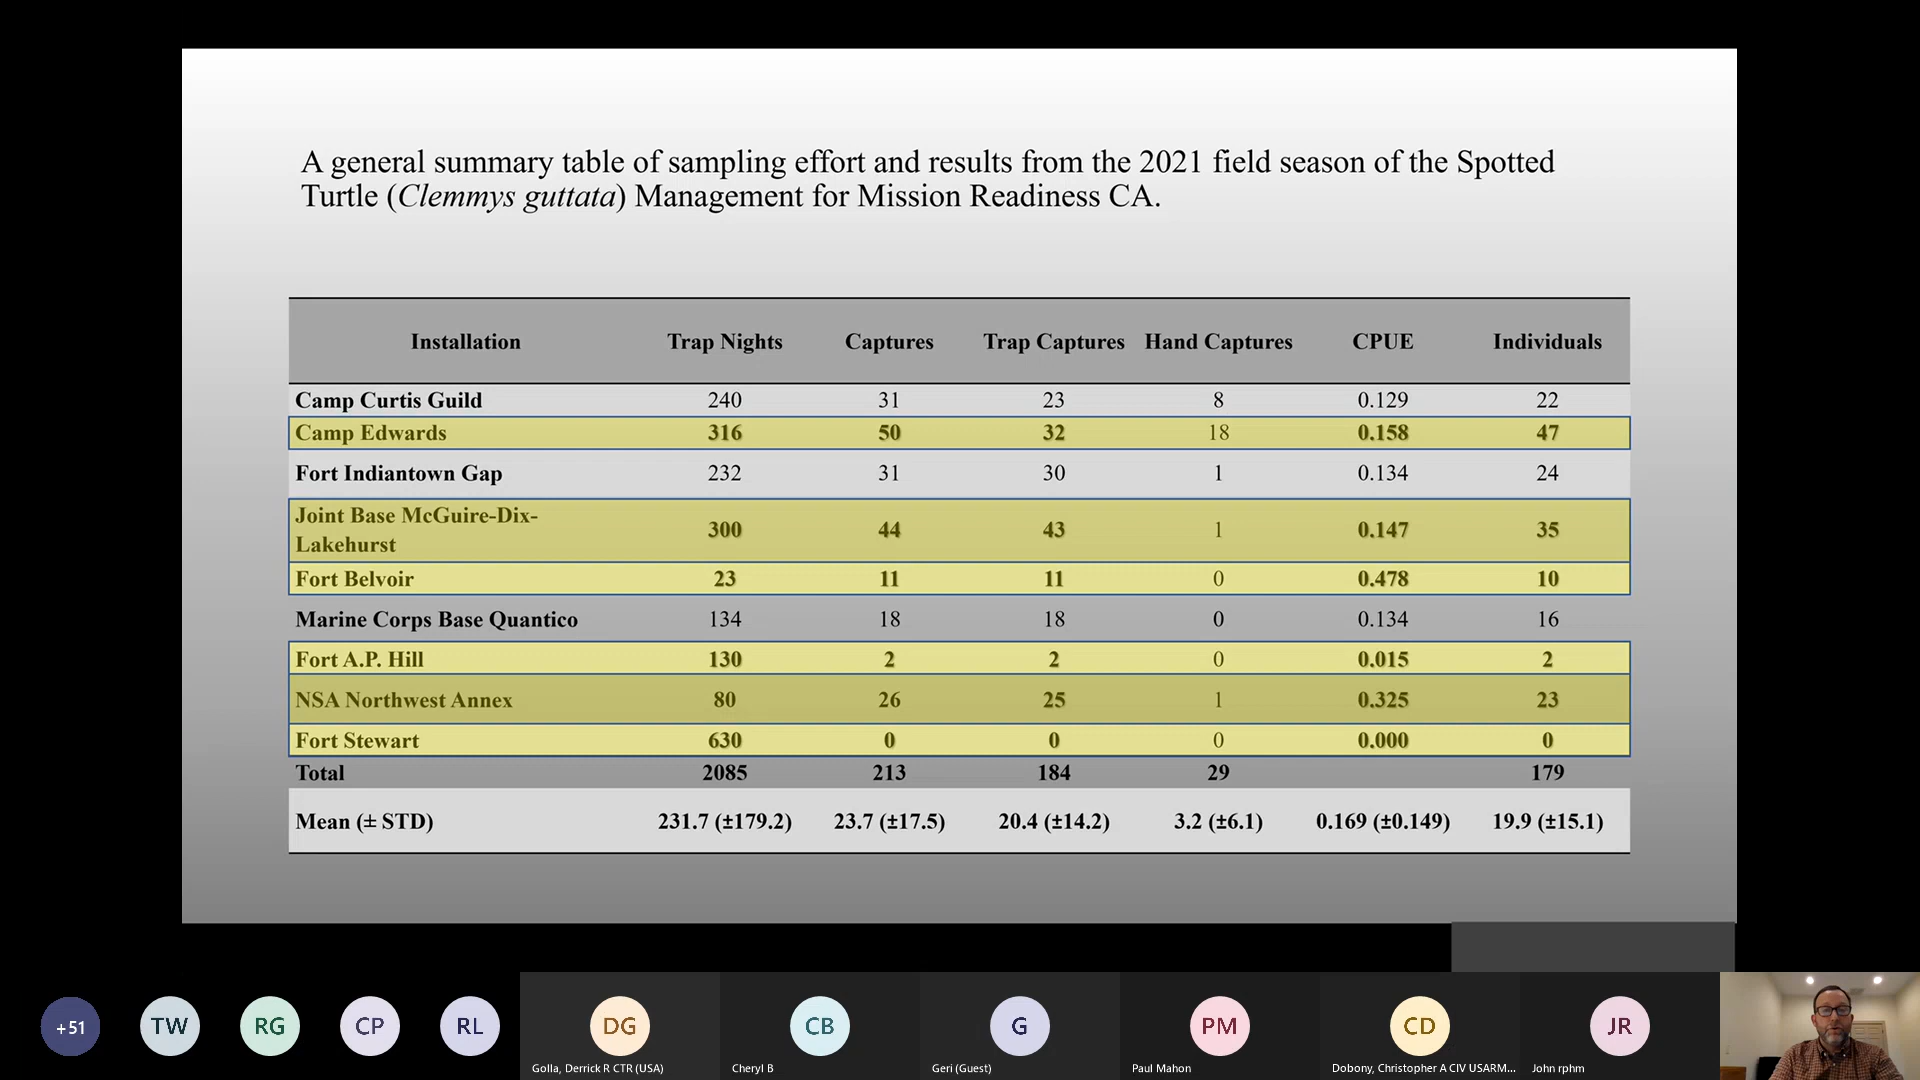 A general summary table of sampling effort and results from the 2021 field season of the Spotted
Turtle (Clemmys guttata) Management for Mission Readiness CA.
Installation Trap Nights Captures Trap Captures Hand Captures CPUE Individuals
Camp Curtis Guild 240 31 23 8 0.129 22
Camp Edwards 316 50 32 18 0.158 47
Fort Indiantown Gap 232 31 30 1 0.134 24
Joint Base McGuire-Dix-
Lakehurst 300 44 43 1 0.147 35
Fort Belvoir 23 11 11 0 0.478 10
Marine Corps Base Quantico 134 18 18 0 0.134 16
Fort A.P. Hill 130 2 2 0 0.015 2
NSA Northwest Annex 80 26 25 1 0.325 23
Fort Stewart 630 0 0 0 0.000 0
Total 2085 213 184 29 179
Mean (± STD) 231.7 (±179.2) 23.7 (±17.5) 20.4 (±14.2) 3.2 (±6.1) 0.169 (±0.149) 19.9 (±15.1)
+51 TW RG CP RL DG CB G PM CD JR
Golla, Derrick R CTR (USA) Cheryl B Geri (Guest) Paul Mahon Dobony, Christopher A CIV USARM... John rphm